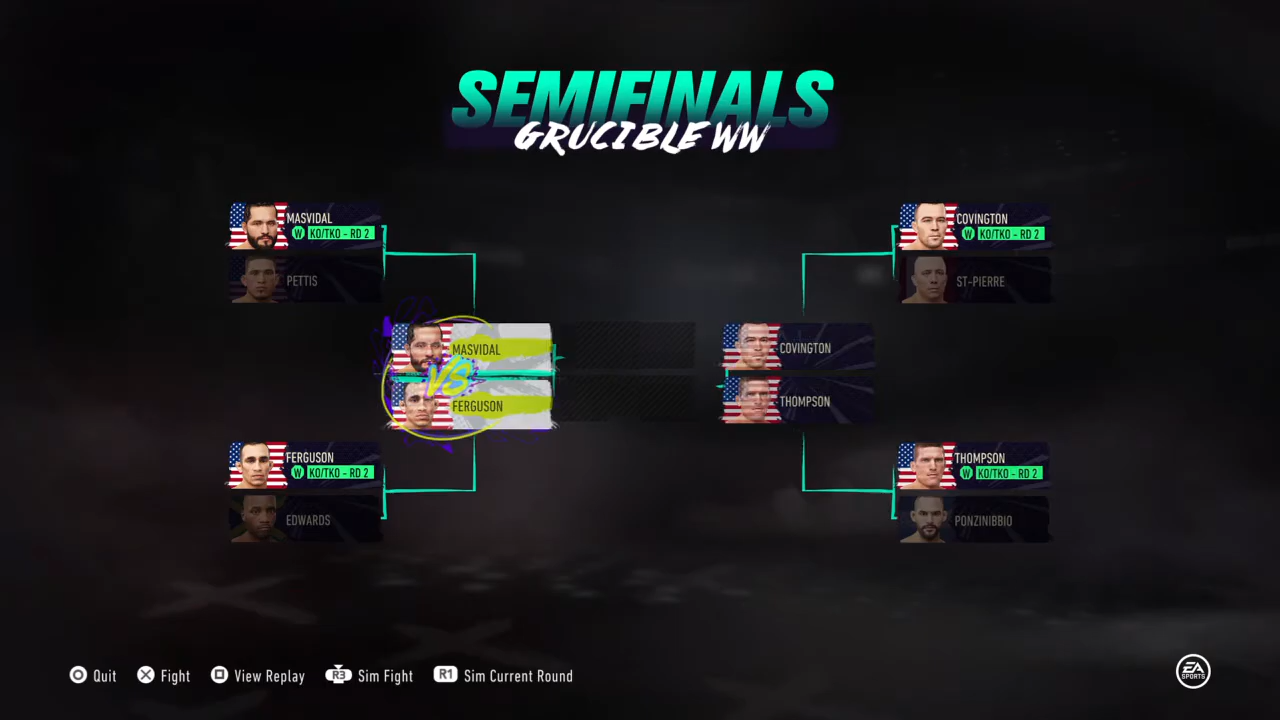 SEMIFINALS
GRUCIBLE WW
MASVIDAL
W KO/TKO - RD 2
PETTIS
COVINGTON
W KO/TKO - RD 2
ST-PIERRE
MASVIDAL
VS
FERGUSON
COVINGTON
THOMPSON
FERGUSON
W KO/TKO - RD 2
EDWARDS
THOMPSON
W KO/TKO - RD 2
PONZINIBBIO
Quit
Fight
View Replay
R3 Sim Fight
R1 Sim Current Round
EA
SPORTS